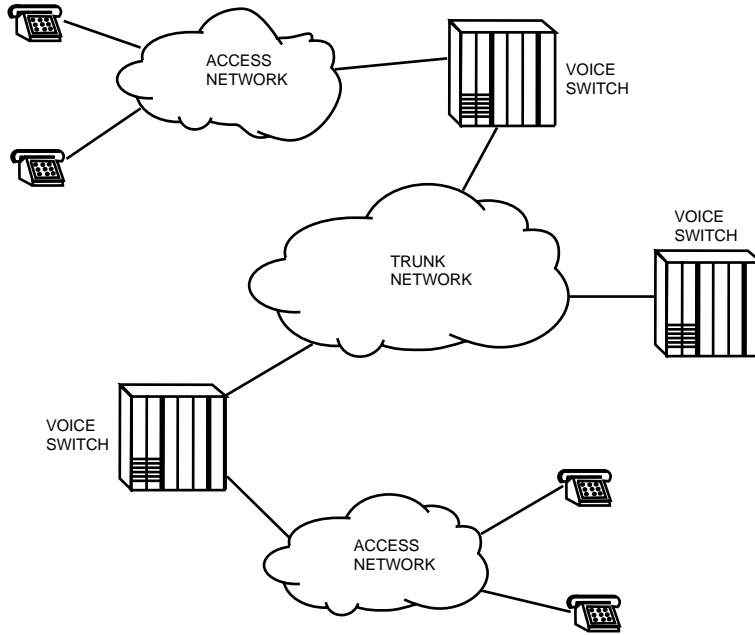 ACCESS
NETWORK
VOICE
SWITCH
VOICE
SWITCH
TRUNK
NETWORK
VOICE
SWITCH
ACCESS
NETWORK